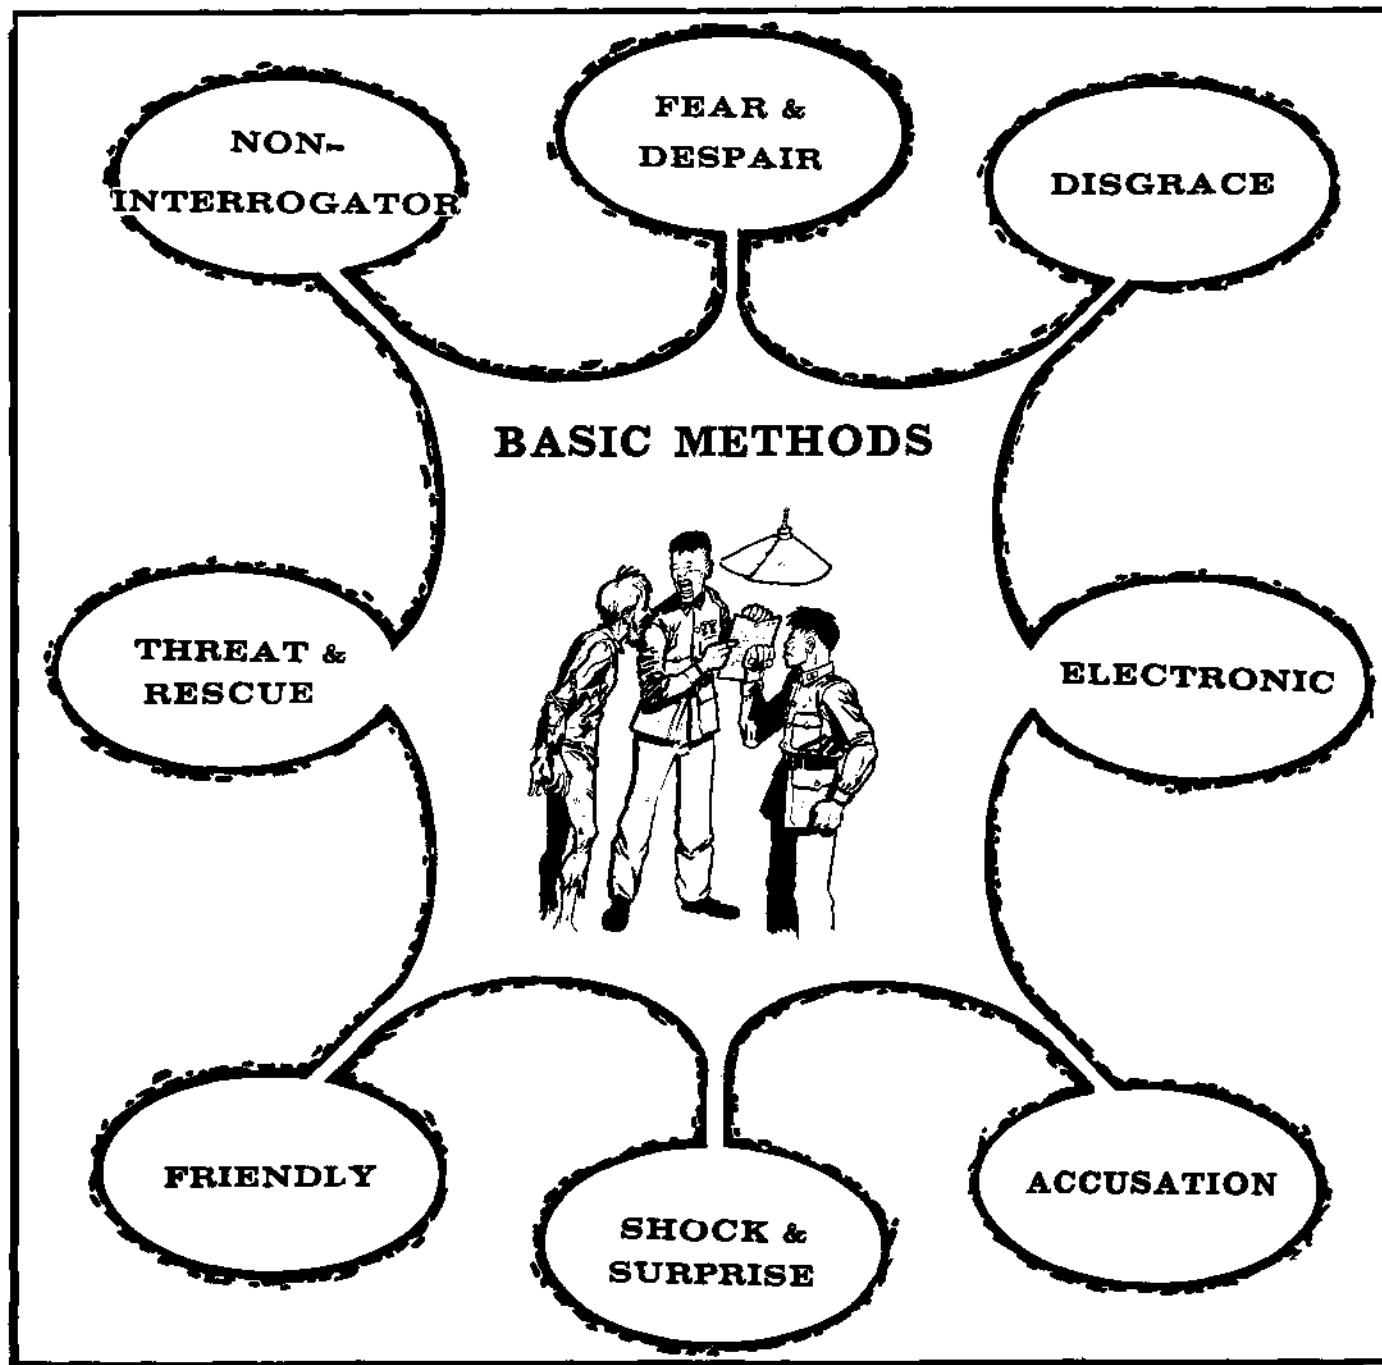 NON-
INTERROGATOR
FEAR &
DESPAIR
DISGRACE
BASIC METHODS
THREAT &
RESCUE
ELECTRONIC
FRIENDLY
SHOCK &
SURPRISE
ACCUSATION